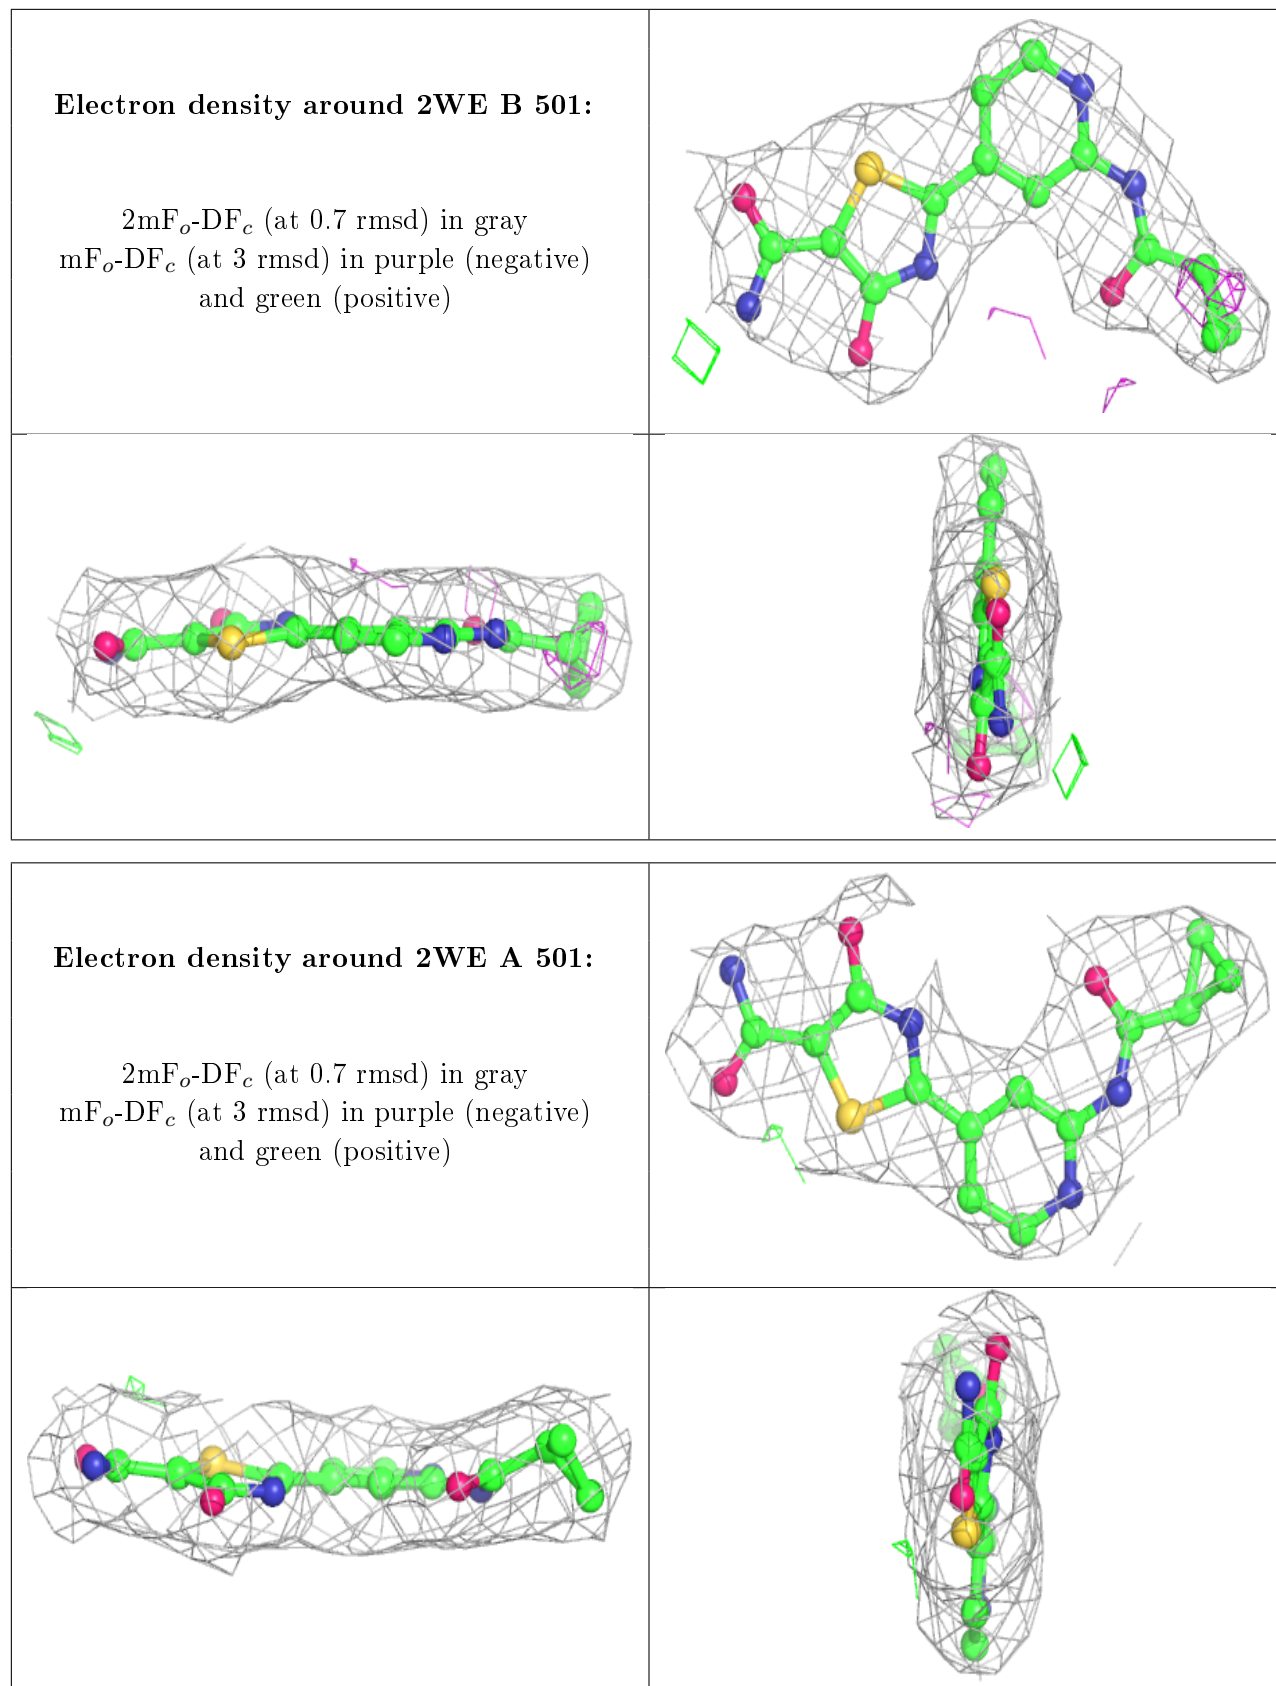 Electron density around 2WE B 501:
2mFo-DFc (at 0.7 rmsd) in gray
mFo-DFc (at 3 rmsd) in purple (negative)
and green (positive)
Electron density around 2WE A 501:
2mFo-DFc (at 0.7 rmsd) in gray
mFo-DFc (at 3 rmsd) in purple (negative)
and green (positive)